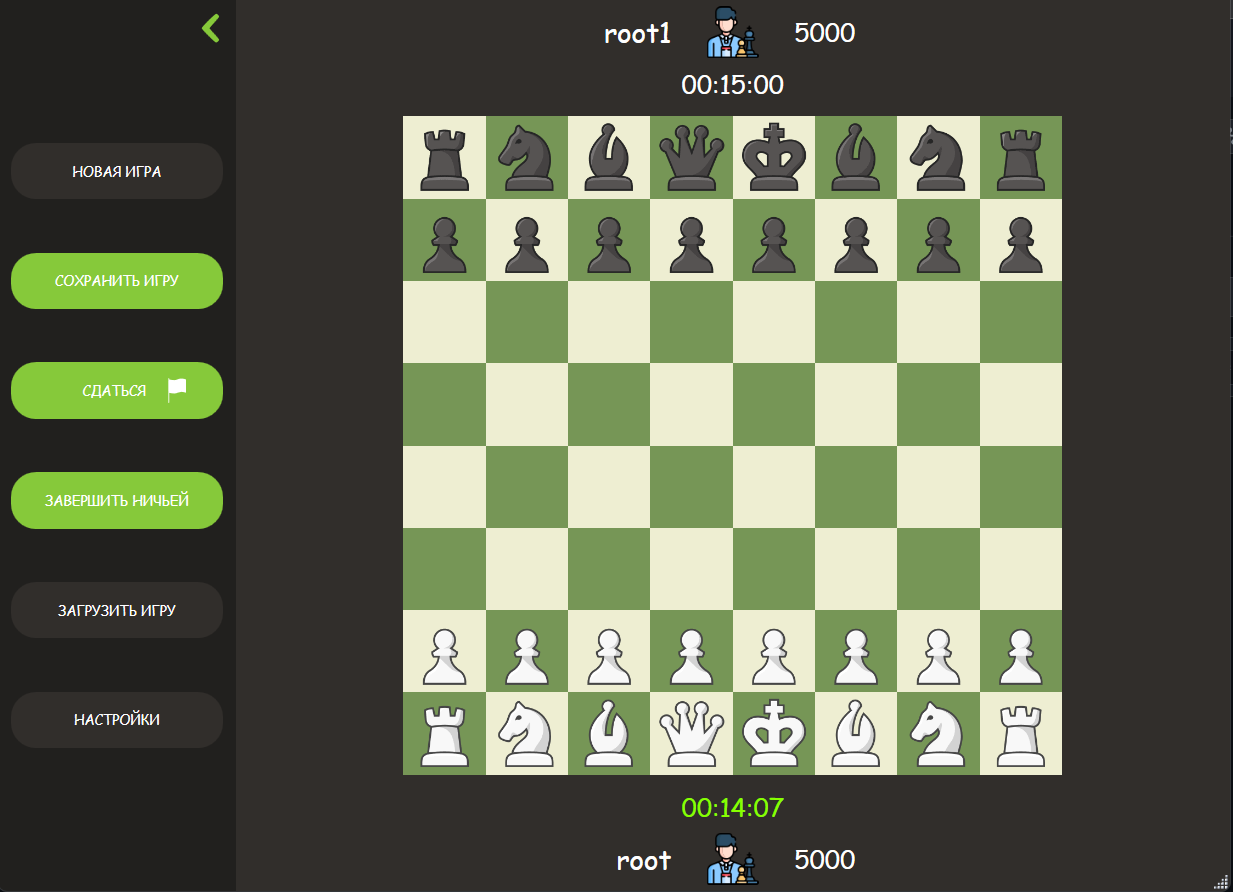 root1 5000
00:15:00
НОВАЯ ИГРА
СОХРАНИТЬ ИГРУ
СДАТЬСЯ
ЗАВЕРШИТЬ НИЧЬЕЙ
ЗАГРУЗИТЬ ИГРУ
НАСТРОЙКИ
00:14:07
root 5000